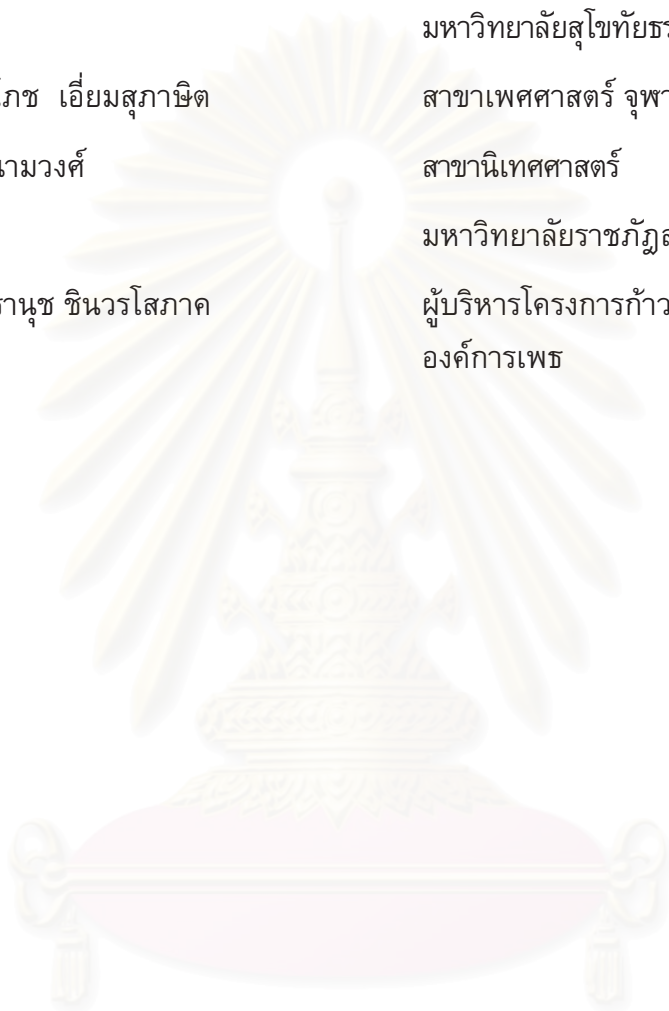 มหาวิทยาลัยสุโขทัยธร
โภช เอี่ยมสุภาษิต สาขาเพศศาสตร์ จุฬา
นามวงศ์ สาขานิเทศศาสตร์
มหาวิทยาลัยราชภัฏส
รานุช ชินวรโสภาค ผู้บริหารโครงการก้าว
องค์การเพธ